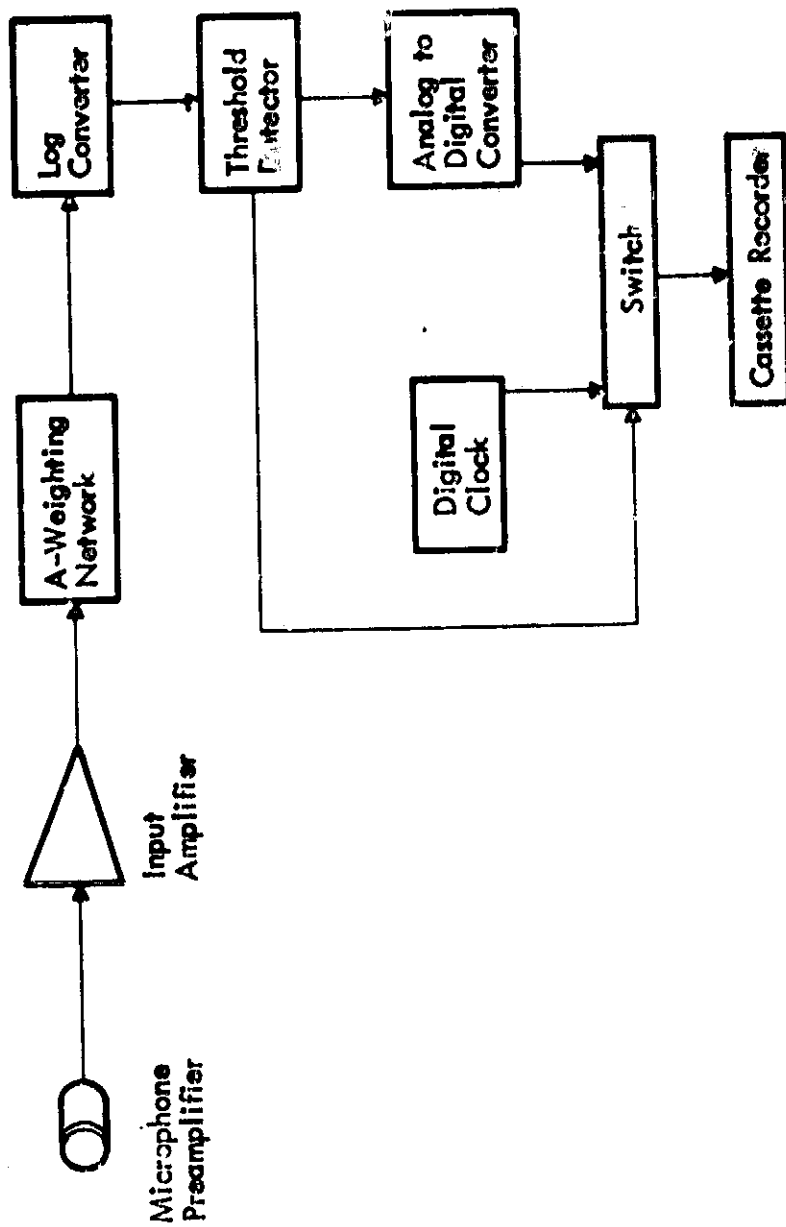 Microphone
Preamplifier
Input
Amplifier
A-Weighting
Network
Log
Converter
Threshold
Detector
Analog to
Digital
Converter
Digital
Clock
Switch
Cassette Recorder